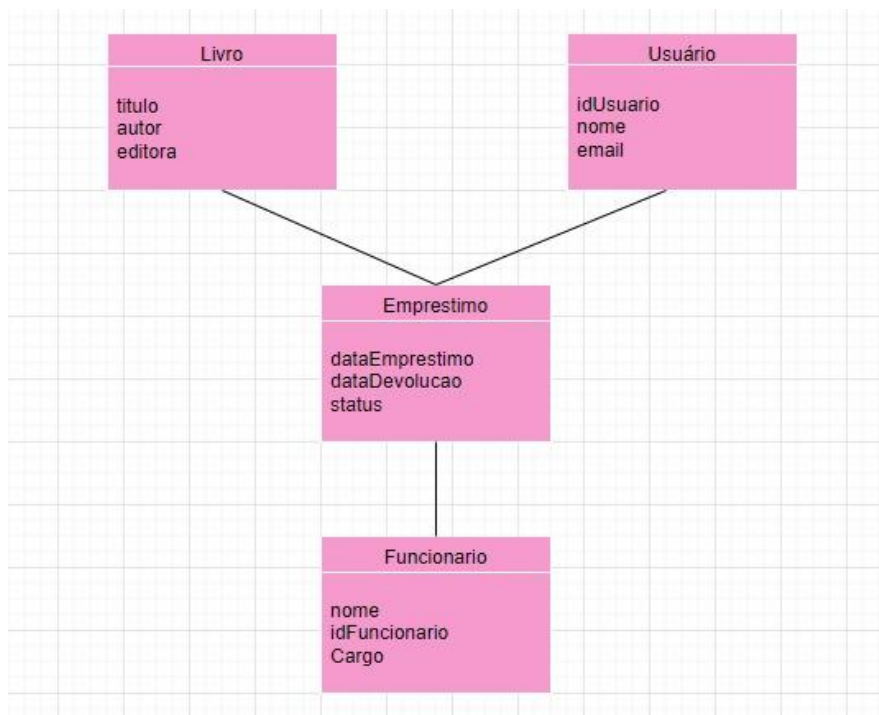 Livro
titulo
autor
editora
Usuário
idUsuario
nome
email
Emprestimo
dataEmprestimo
dataDevolucao
status
Funcionario
nome
idFuncionario
Cargo